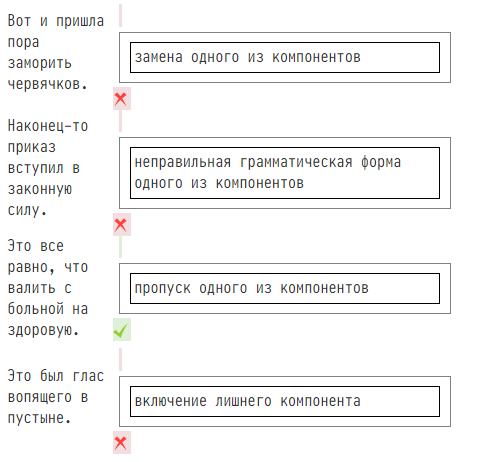 Вот и пришла
пора
заморить
червячков.
замена одного из компонентов
Наконец-то
приказ
вступил в
законную
силу.
неправильная грамматическая форма
одного из компонентов
Это все
равно, что
валить с
больной на
здоровую.
пропуск одного из компонентов
Это был глас
вопящего в
пустыне.
включение лишнего компонента